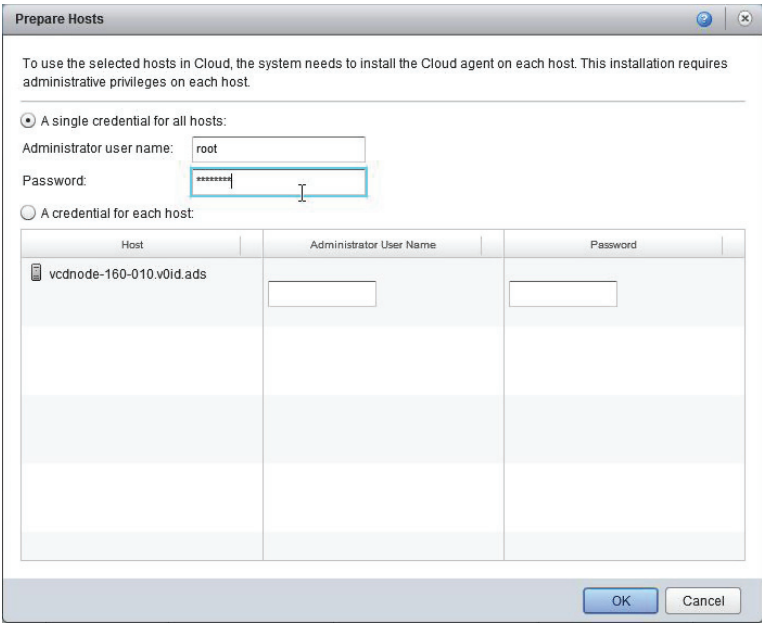 Prepare Hosts
To use the selected hosts in Cloud, the system needs to install the Cloud agent on each host. This installation requires
administrative privileges on each host.
A single credential for all hosts:
Administrator user name: root
Password: ********
A credential for each host:
Host Administrator User Name Password
vcdnode-160-010.v0id.ads
OK Cancel